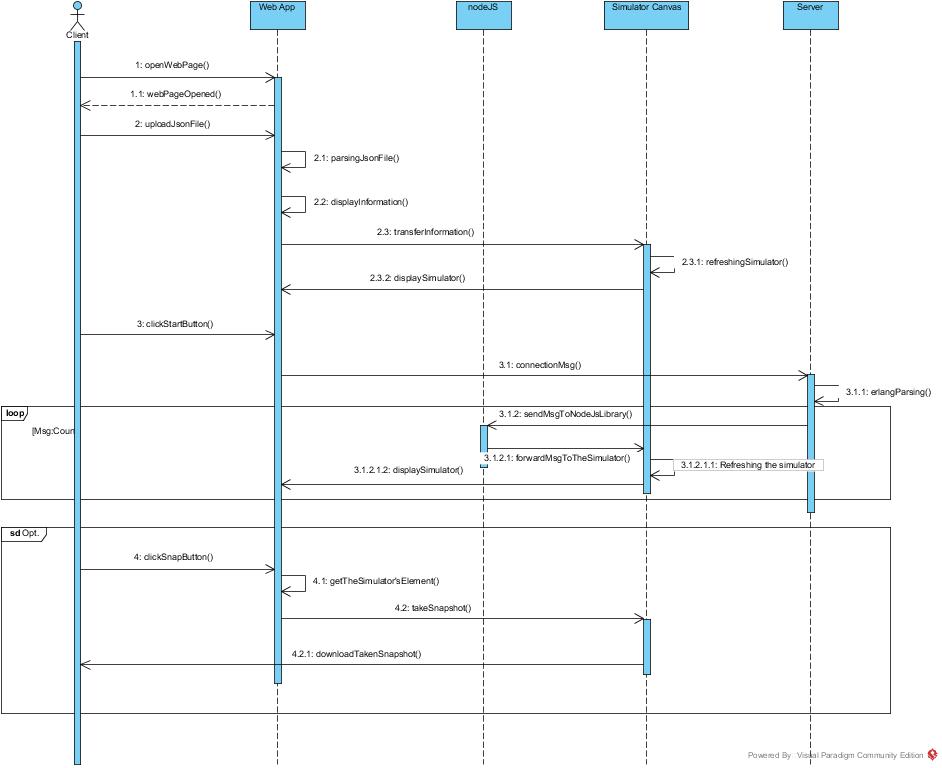 Client
Web App
nodeJS
Simulator Canvas
Server
1: openWebPage()
1.1: webPageOpened()
2: uploadJsonFile()
2.1: parsingJsonFile()
2.2: displayInformation()
2.3: transferInformation()
2.3.1: refreshingSimulator()
2.3.2: displaySimulator()
3: clickStartButton()
3.1: connectionMsg()
3.1.1: erlangParsing()
loop
3.1.2: sendMsgToNodeJsLibrary()
[Msg:Coun
3.1.2.1: forwardMsgToTheSimulator()
3.1.2.1.1: Refreshing the simulator
3.1.2.1.2: displaySimulator()
sd Opt.
4: clickSnapButton()
4.1: getTheSimulator'sElement()
4.2: takeSnapshot()
4.2.1: downloadTakenSnapshot()
Powered By Visual Paradigm Community Edition